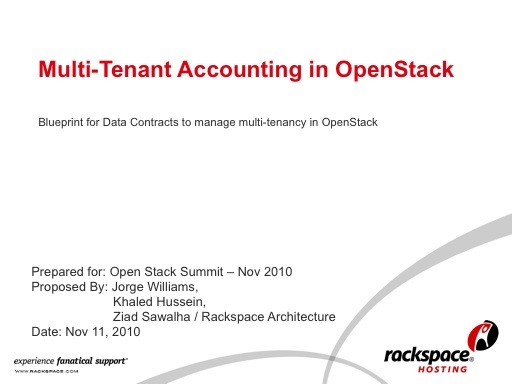 Multi-Tenant Accounting in OpenStack
Blueprint for Data Contracts to manage multi-tenancy in OpenStack
Prepared for: Open Stack Summit – Nov 2010
Proposed By: Jorge Williams,
Khaled Hussein,
Ziad Sawalha / Rackspace Architecture
Date: Nov 11, 2010
experience fanatical support™
WWW.RACKSPACE.COM
rackspace®
HOSTING